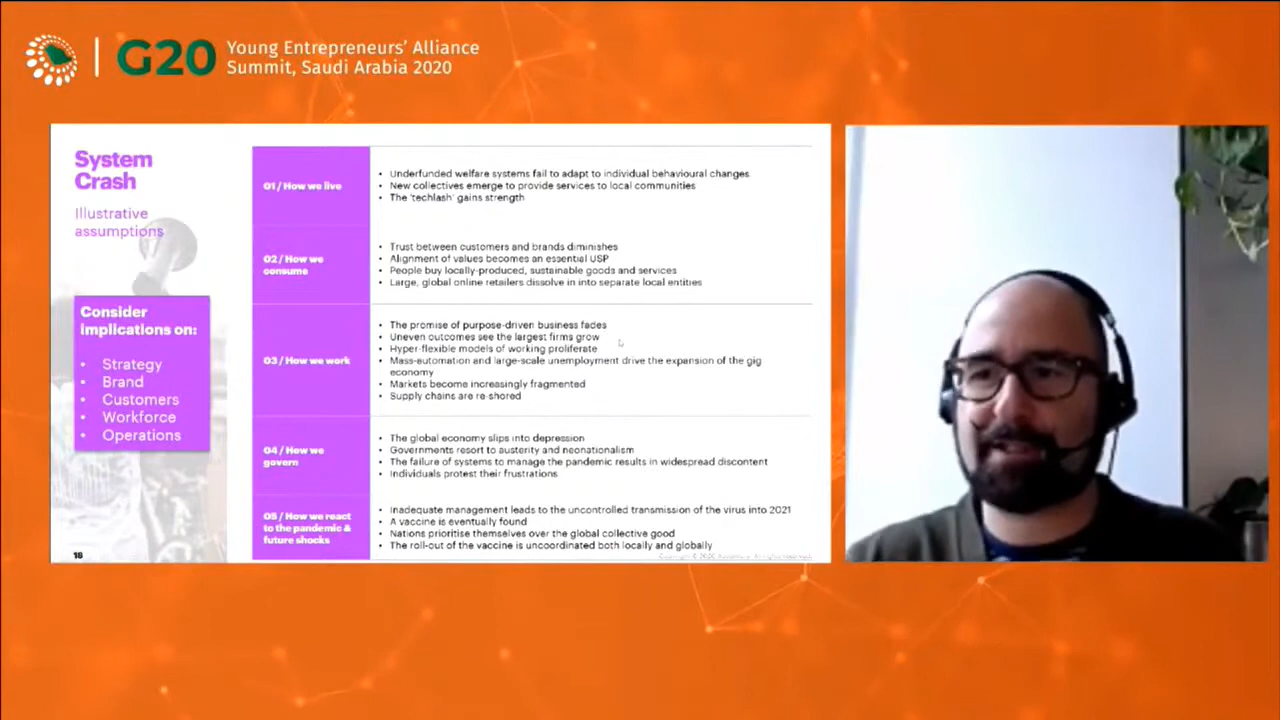 G20
Young Entrepreneurs' Alliance
Summit, Saudi Arabia 2020
System
Crash
Illustrative
assumptions
Consider
implications on:
• Strategy
• Brand
• Customers
• Workforce
• Operations
18
01 / How we live
• Underfunded welfare systems fail to adapt to individual behavioural changes
• New collectives emerge to provide services to local communities
• The 'techlash' gains strength
02 / How we
consume
• Trust between customers and brands diminishes
• Alignment of values becomes an essential USP
• People buy locally-produced, sustainable goods and services
• Large, global online retailers dissolve in into separate local entities
03 / How we work
• The promise of purpose-driven business fades
• Uneven outcomes see the largest firms grow
• Hyper-flexible models of working proliferate
• Mass-automation and large-scale unemployment drive the expansion of the gig
economy
• Markets become increasingly fragmented
• Supply chains are re-shored
04 / How we
govern
• The global economy slips into depression
• Governments resort to austerity and neonationalism
• The failure of systems to manage the pandemic results in widespread discontent
• Individuals protest their frustrations
05 / How we react
to the pandemic &
future shocks
• Inadequate management leads to the uncontrolled transmission of the virus into 2021
• A vaccine is eventually found
• Nations prioritise themselves over the global collective good
• The roll-out of the vaccine is uncoordinated both locally and globally
Copyright © 2020 Accenture. All rights reserved.